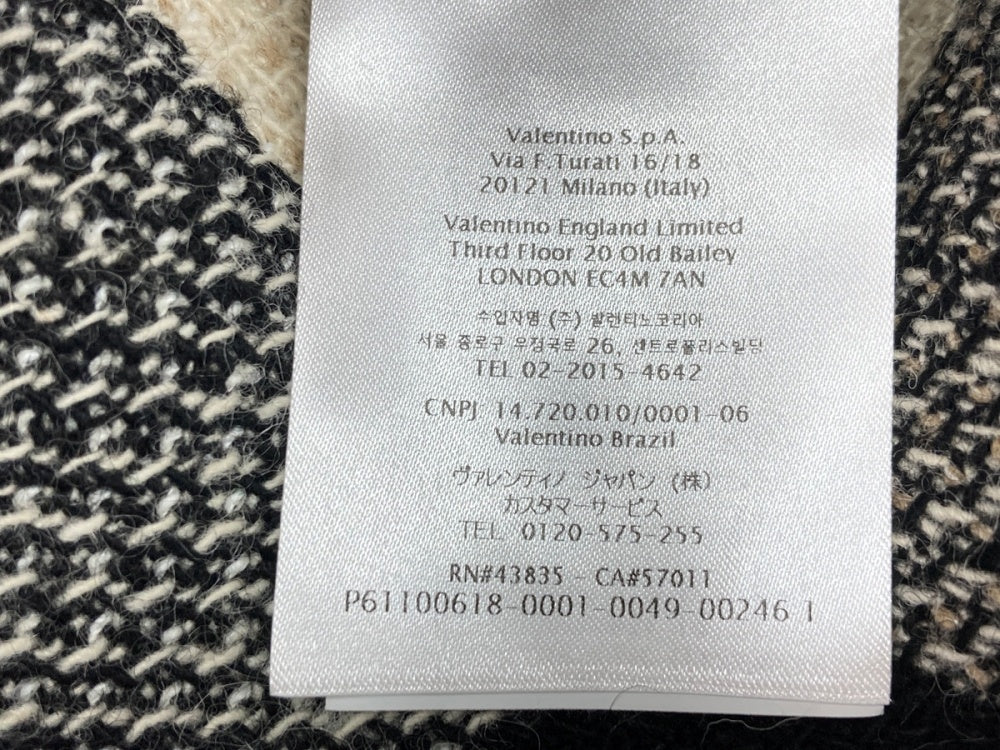 Valentino S.p.A.
Via F.Turati 16/18
20121 Milano (Italy)
Valentino England Limited
Third Floor 20 Old Bailey
LONDON EC4M 7AN
수입자명 (주) 발렌티노코리아
서울 종로구 우정국로 26, 센트로폴리스빌딩
TEL 02-2015-4642
CNPJ 14.720.010/0001-06
Valentino Brazil
ヴァレンティノ ジャパン (株)
カスタマーサービス
TEL 0120-575-255
RN#43835 - CA#57011
P61100618-0001-0049-00246 1